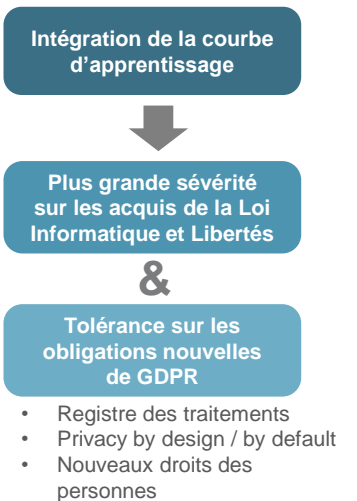 Intégration de la courbe
d’apprentissage
Plus grande sévérité
sur les acquis de la Loi
Informatique et Libertés
&
Tolérance sur les
obligations nouvelles
de GDPR
• Registre des traitements
• Privacy by design / by default
• Nouveaux droits des
personnes